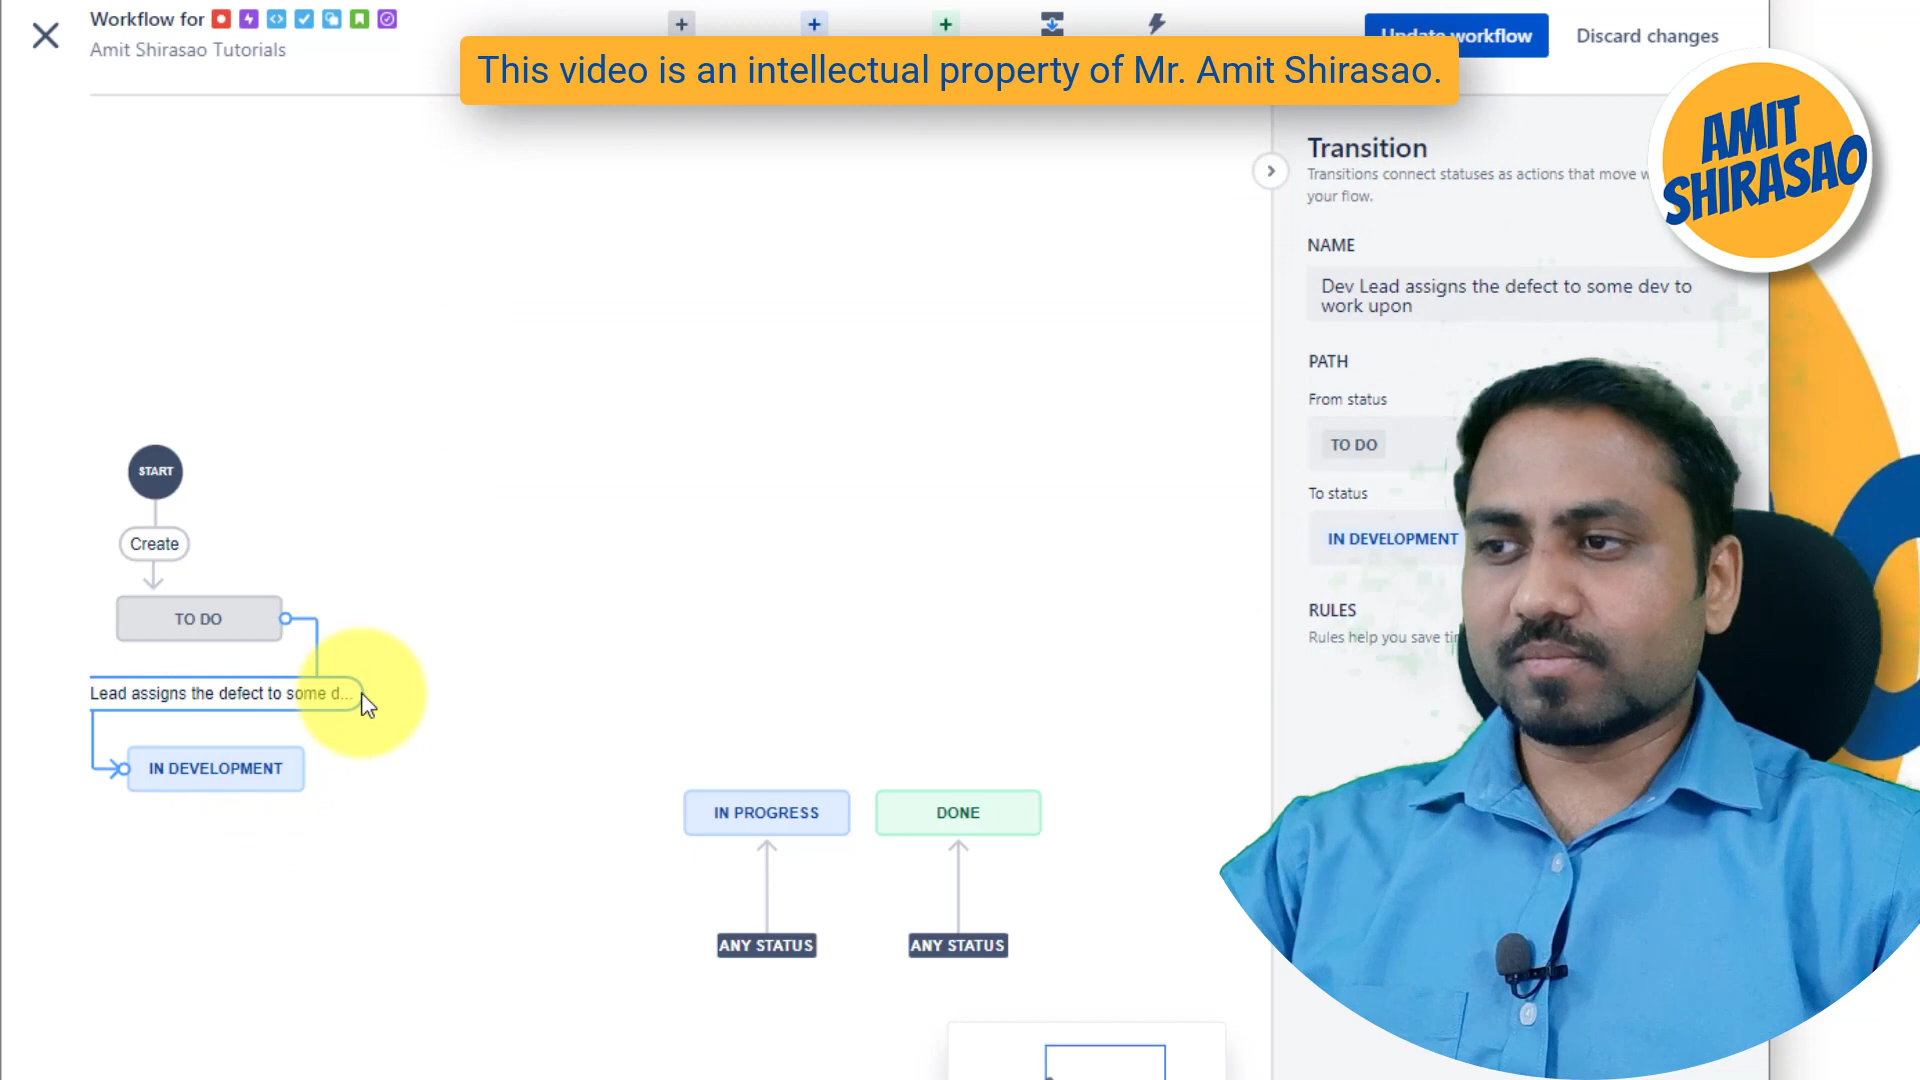 Workflow for
Amit Shirasao Tutorials
workflow
Discard changes
This video is an intellectual property of Mr. Amit Shirasao.
AMIT
SHIRASAO
Transition
Transitions connect statuses as actions that move
your flow.
NAME
Dev Lead assigns the defect to some dev to
work upon
PATH
From status
TO DO
To status
IN DEVELOPMENT
RULES
Rules help you save
START
Create
TO DO
Lead assigns the defect to some d...
IN DEVELOPMENT
IN PROGRESS
DONE
ANY STATUS
ANY STATUS